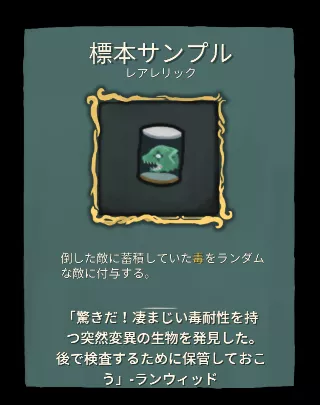 標本サンプル
レアレリック
倒した敵に蓄積していた毒をランダム
な敵に付与する。
「驚きだ！凄まじい毒耐性を持
つ突然変異の生物を発見した。
後で検査するために保管しておこ
う」-ランウィッド